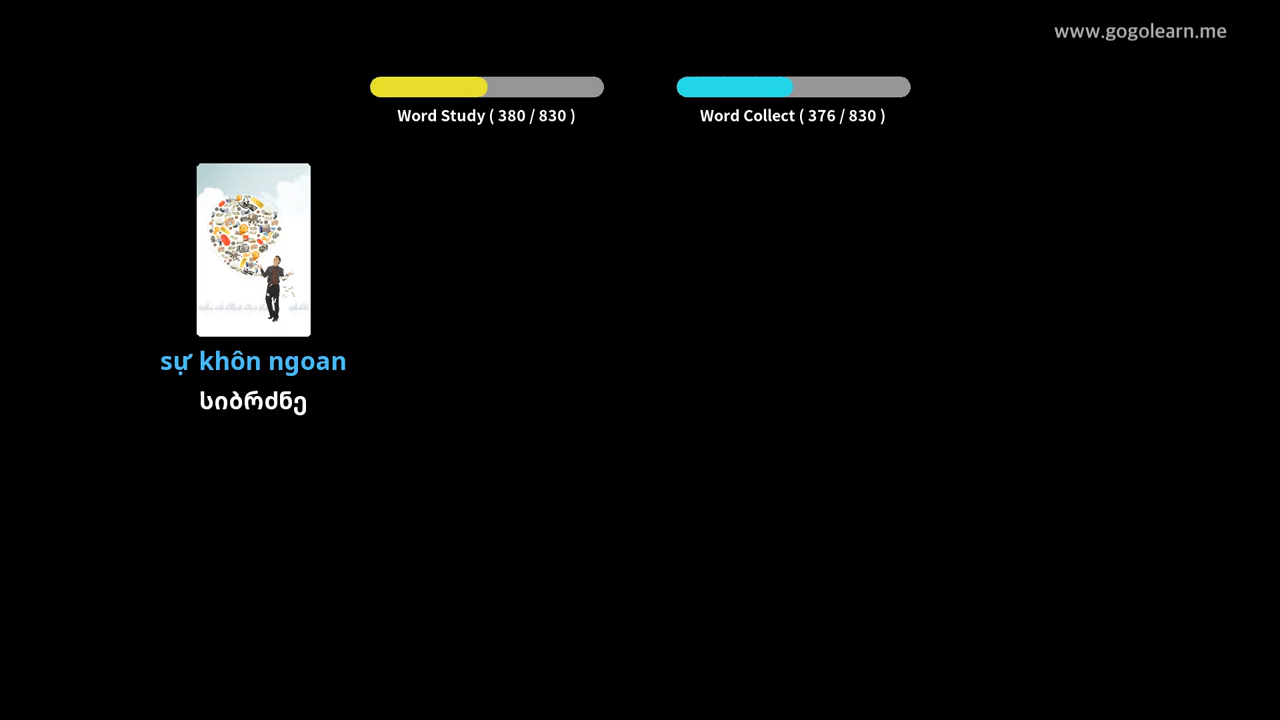 www.gogolearn.me
Word Study ( 380 / 830 )
Word Collect ( 376 / 830 )
sự khôn ngoan
სიბრძნე